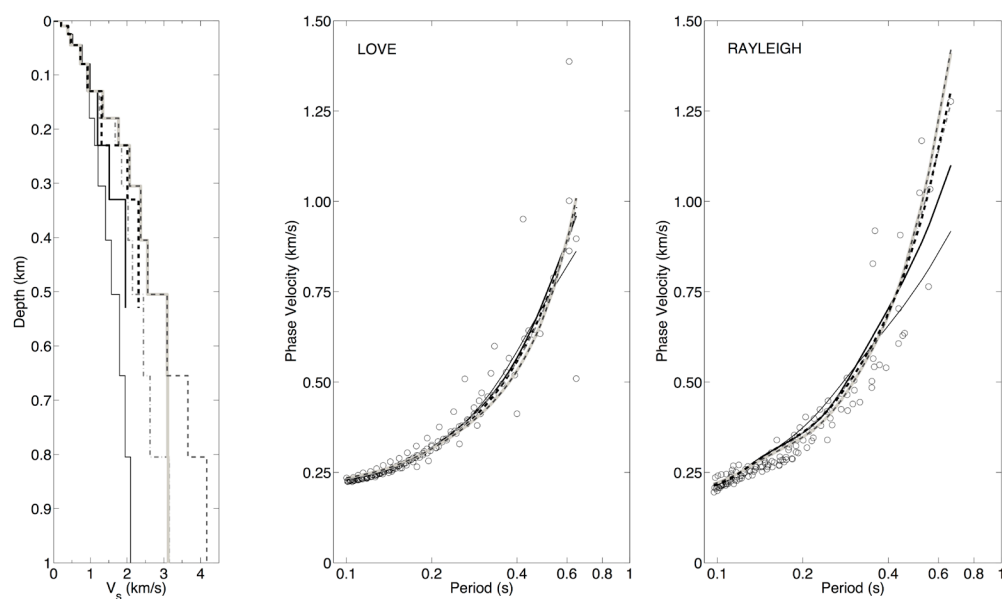 0
0.1
0.2
0.3
0.4
0.5
0.6
0.7
0.8
0.9
1
Depth (km)
0 1 2 3 4
Vs (km/s)
LOVE
1.50
1.25
1.00
0.75
0.50
0.25
0
Phase Velocity (km/s)
0.1 0.2 0.4 0.6 0.8 1
Period (s)
RAYLEIGH
1.50
1.25
1.00
0.75
0.50
0.25
0
Phase Velocity (km/s)
0.1 0.2 0.4 0.6 0.8 1
Period (s)